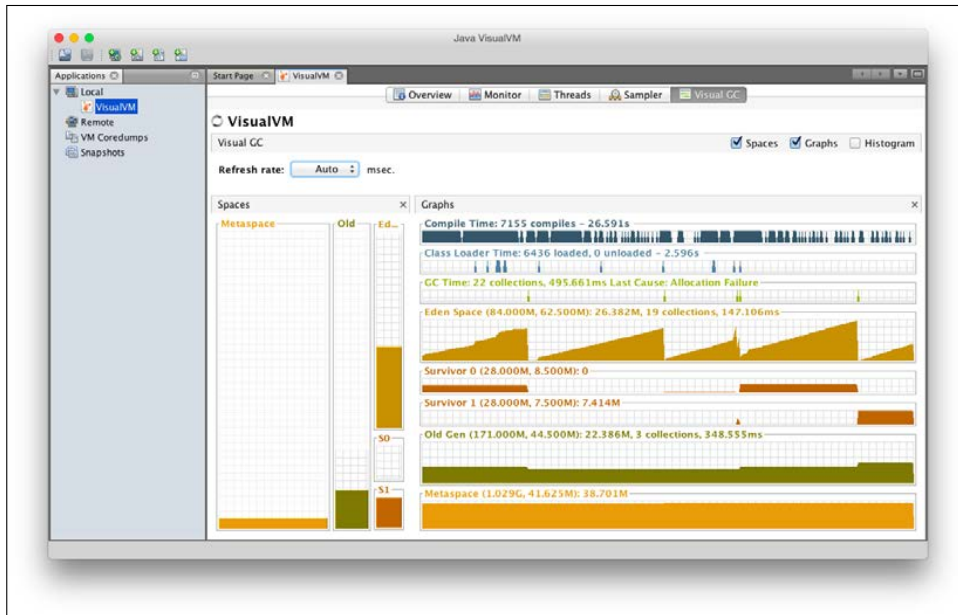 Java VisualVM
Applications
Start Page
VisualVM
Local
VisualVM
Remote
VM Coredumps
Snapshots
Overview
Monitor
Threads
Sampler
Visual GC
VisualVM
Visual GC
Spaces
Graphs
Histogram
Refresh rate: Auto msec.
Spaces
Graphs
Metaspace
Old
Ed...
S0
S1
Compile Time: 7155 compiles - 26.591s
Class Loader Time: 6436 loaded, 0 unloaded - 2.596s
GC Time: 22 collections, 495.661ms Last Cause: Allocation Failure
Eden Space (84.000M, 62.500M): 26.382M, 19 collections, 147.106ms
Survivor 0 (28.000M, 8.500M): 0
Survivor 1 (28.000M, 7.500M): 7.414M
Old Gen (171.000M, 44.500M): 22.386M, 3 collections, 348.555ms
Metaspace (1.029G, 41.625M): 38.701M